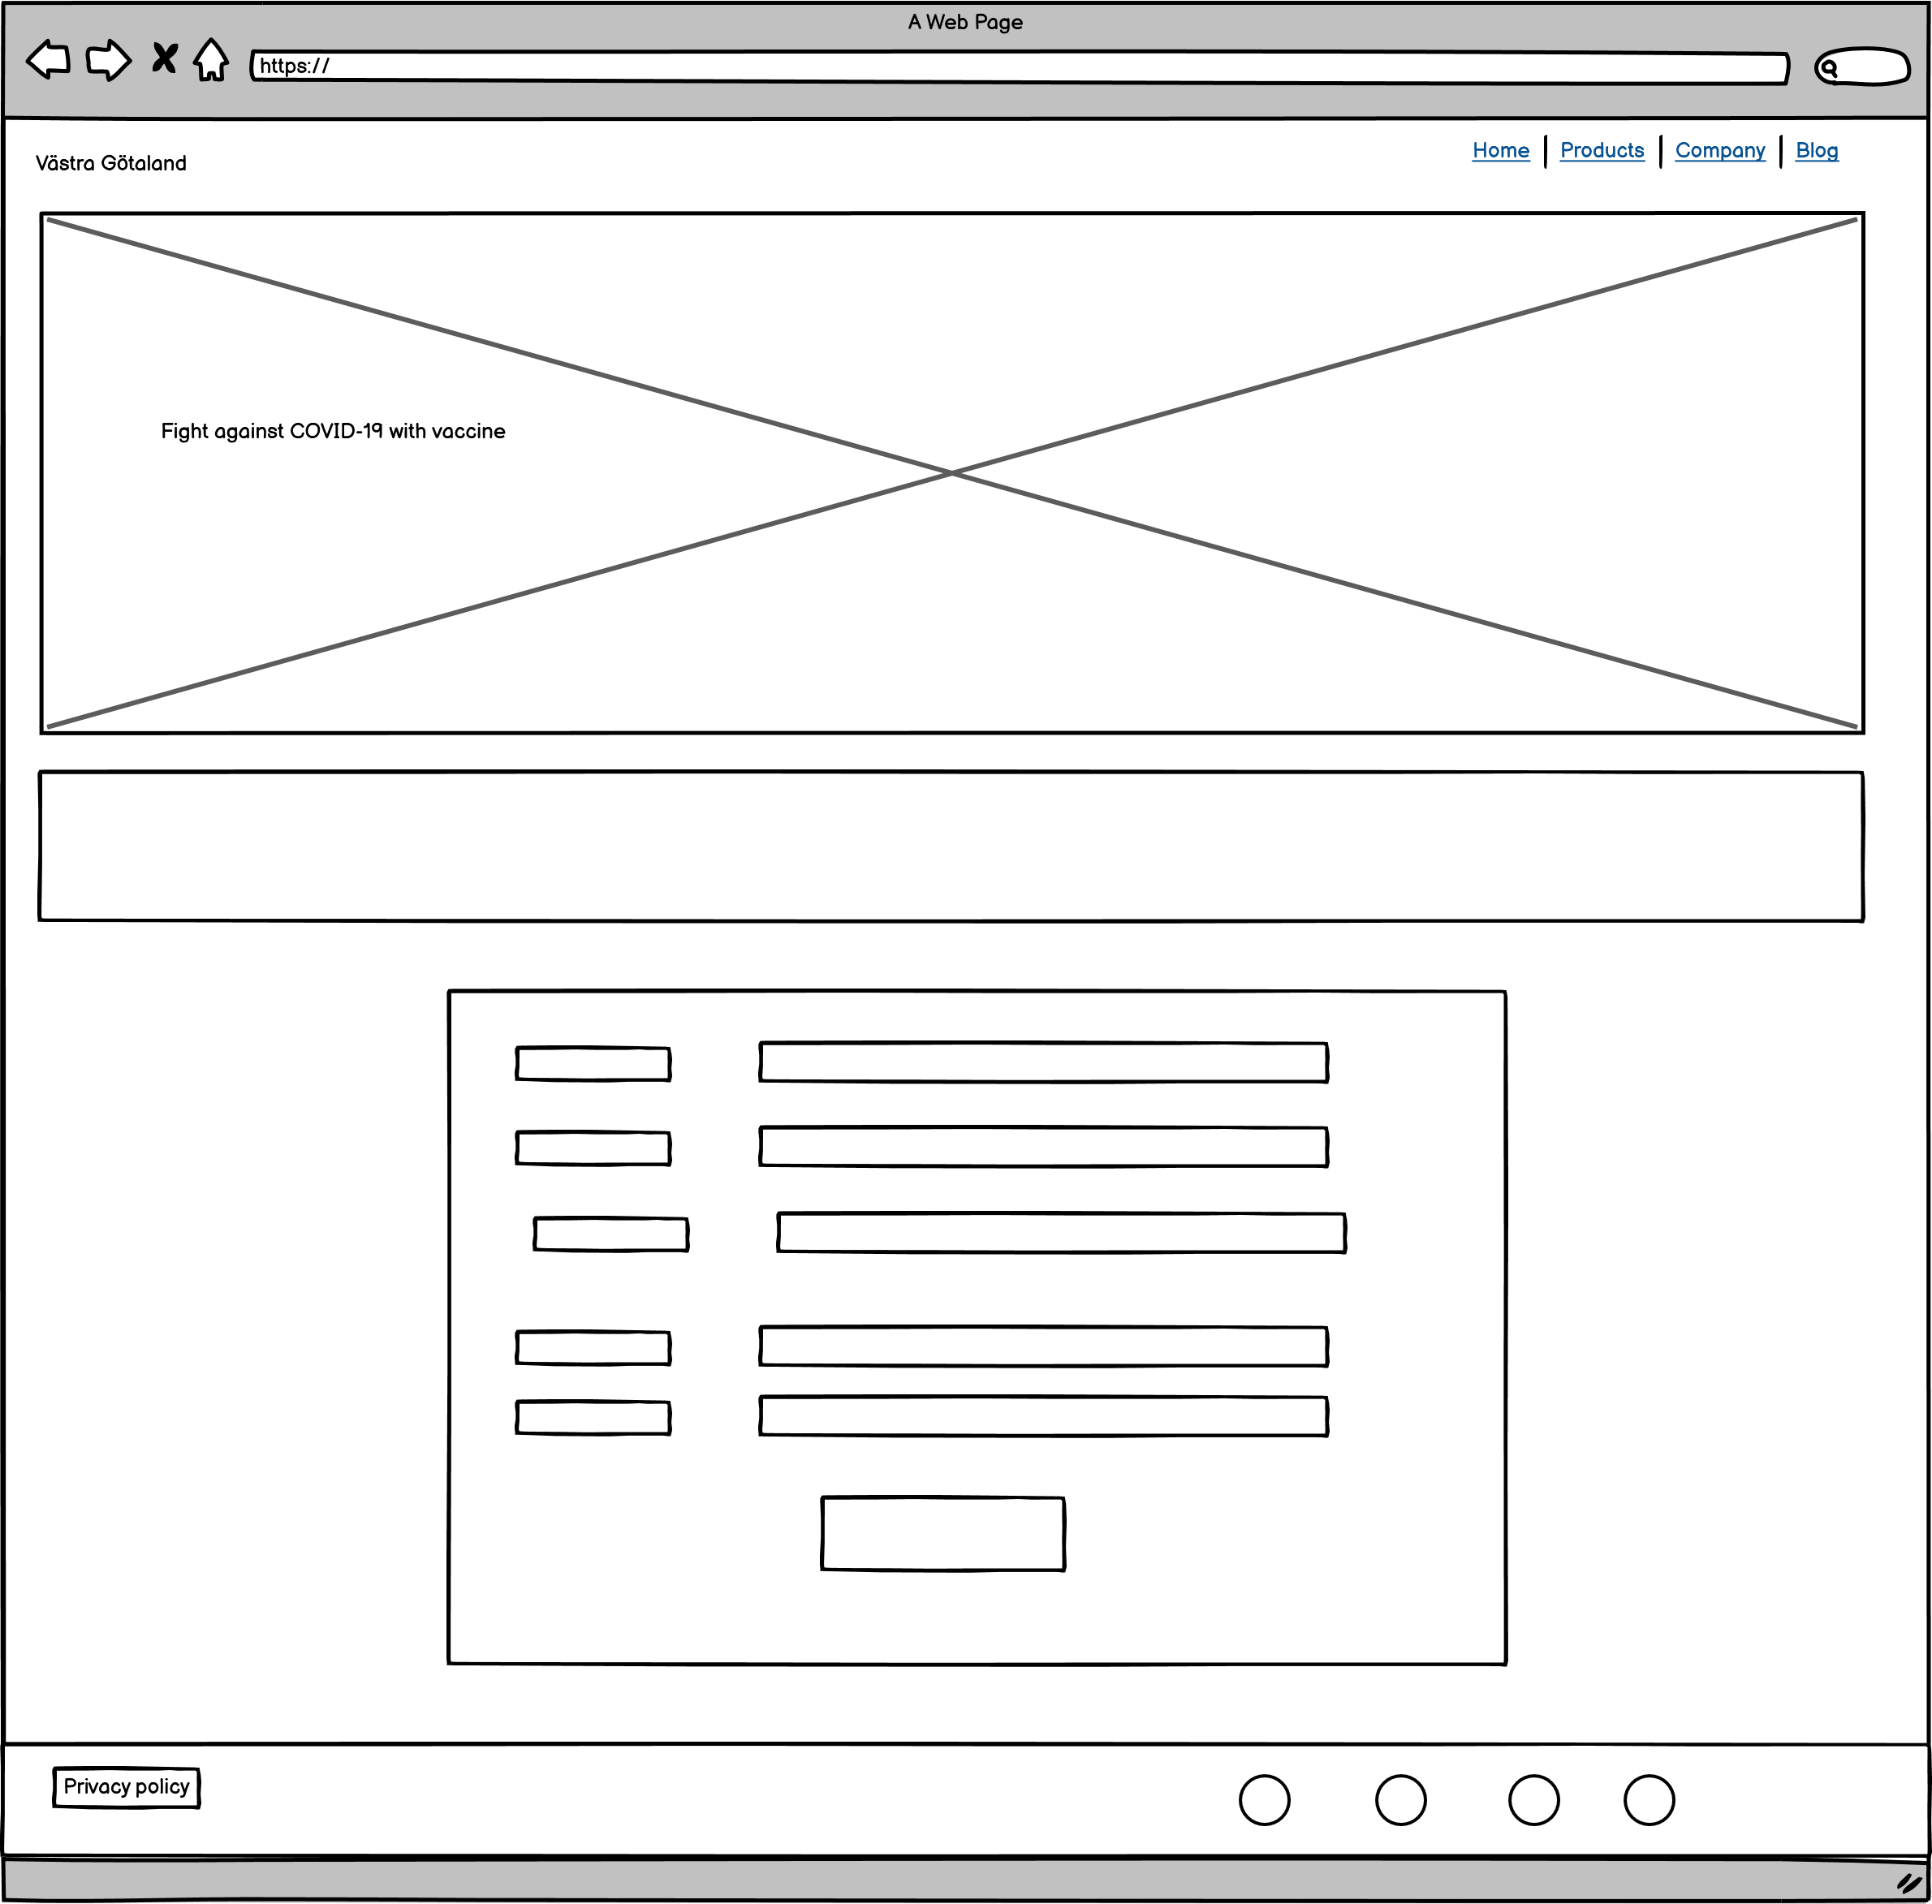 A Web Page
https://
Västra Götaland
Home Products Company Blog
Fight against COVID-19 with vaccine
Privacy policy